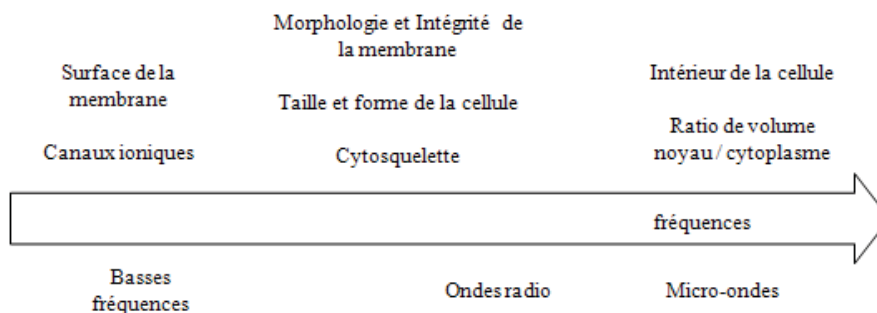 Morphologie et Intégrité de
la membrane
Surface de la
membrane
Taille et forme de la cellule
Intérieur de la cellule
Canaux ioniques
Cytosquelette
Ratio de volume
noyau / cytoplasme
fréquences
Basses
fréquences
Ondes radio
Micro-ondes